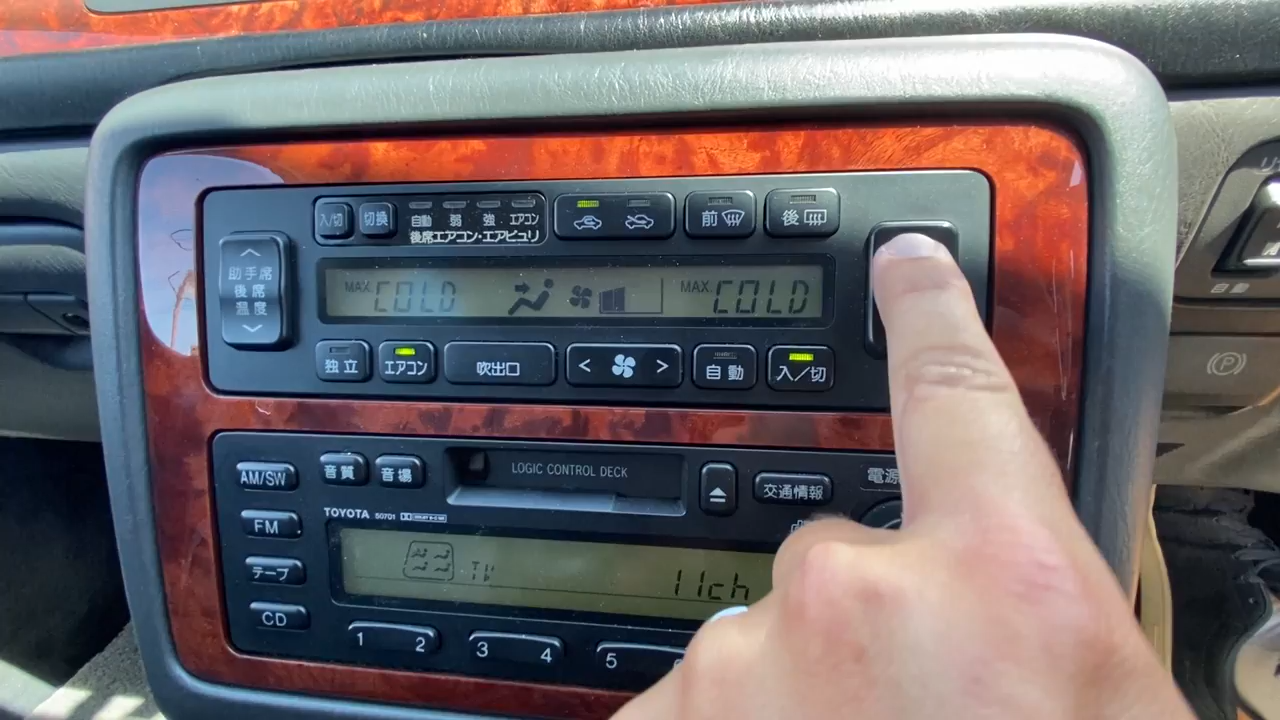 入/切 切換 自動 弱 強 エアコン
後席エアコン・エアピュリ
前 後
助手席
後席
温度
MAX COLD MAX COLD
独立 エアコン 吹出口 < > 自動 入/切
AM/SW 音質 音場 LOGIC CONTROL DECK 交通情報 電源
TOYOTA 50701
FM
テープ
CD
TV 11ch
1 2 3 4 5
自動
P